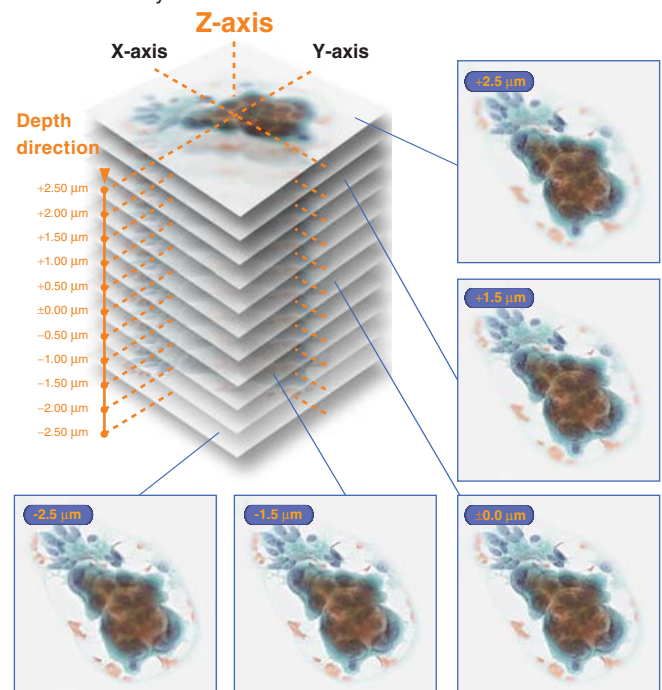 Z-axis
X-axis
Y-axis
Depth
direction
+2.50 µm
+2.00 µm
+1.50 µm
+1.00 µm
+0.50 µm
±0.00 µm
−0.50 µm
−1.00 µm
−1.50 µm
−2.00 µm
−2.50 µm
+2.5 µm
+1.5 µm
-2.5 µm
-1.5 µm
±0.0 µm